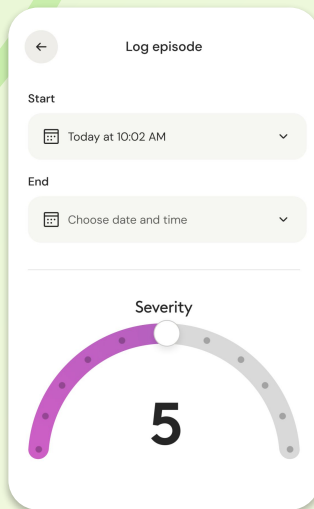 Log episode
Start
Today at 10:02 AM
End
Choose date and time
Severity
5